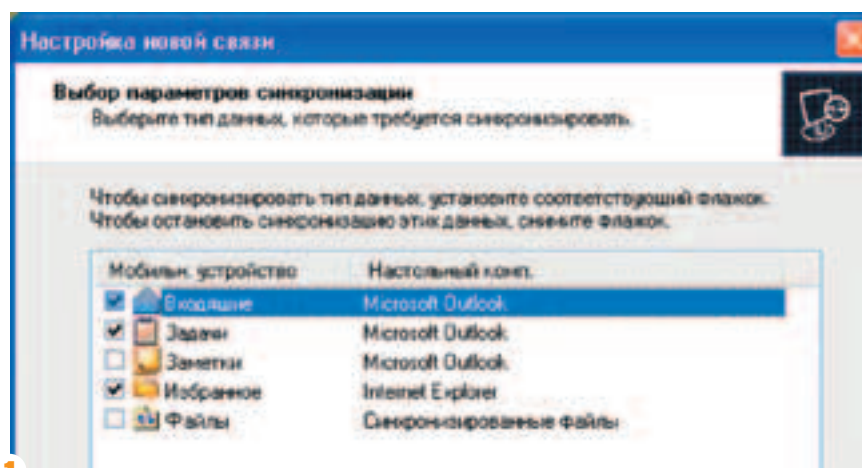 Настройка новой связи
Выбор параметров синхронизации
Выберите тип данных, которые требуется синхронизировать.
Чтобы синхронизировать тип данных, установите соответствующий флажок.
Чтобы остановить синхронизацию этих данных, снимите флажок.
Мобильн. устройство Настольный комп.
Входящие Microsoft Outlook
Задачи Microsoft Outlook
Заметки Microsoft Outlook
Избранное Internet Explorer
Файлы Синхронизированные файлы
1